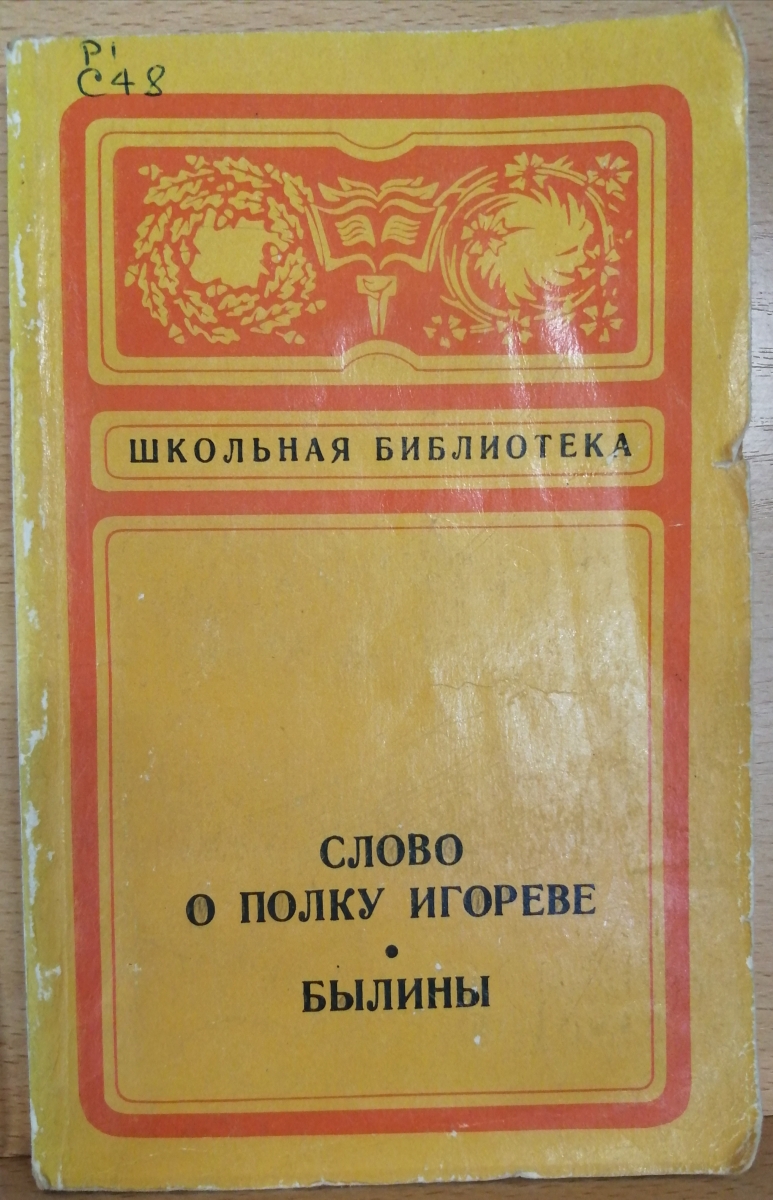 Р1
С48
ШКОЛЬНАЯ БИБЛИОТЕКА
СЛОВО
О ПОЛКУ ИГОРЕВЕ
•
БЫЛИНЫ